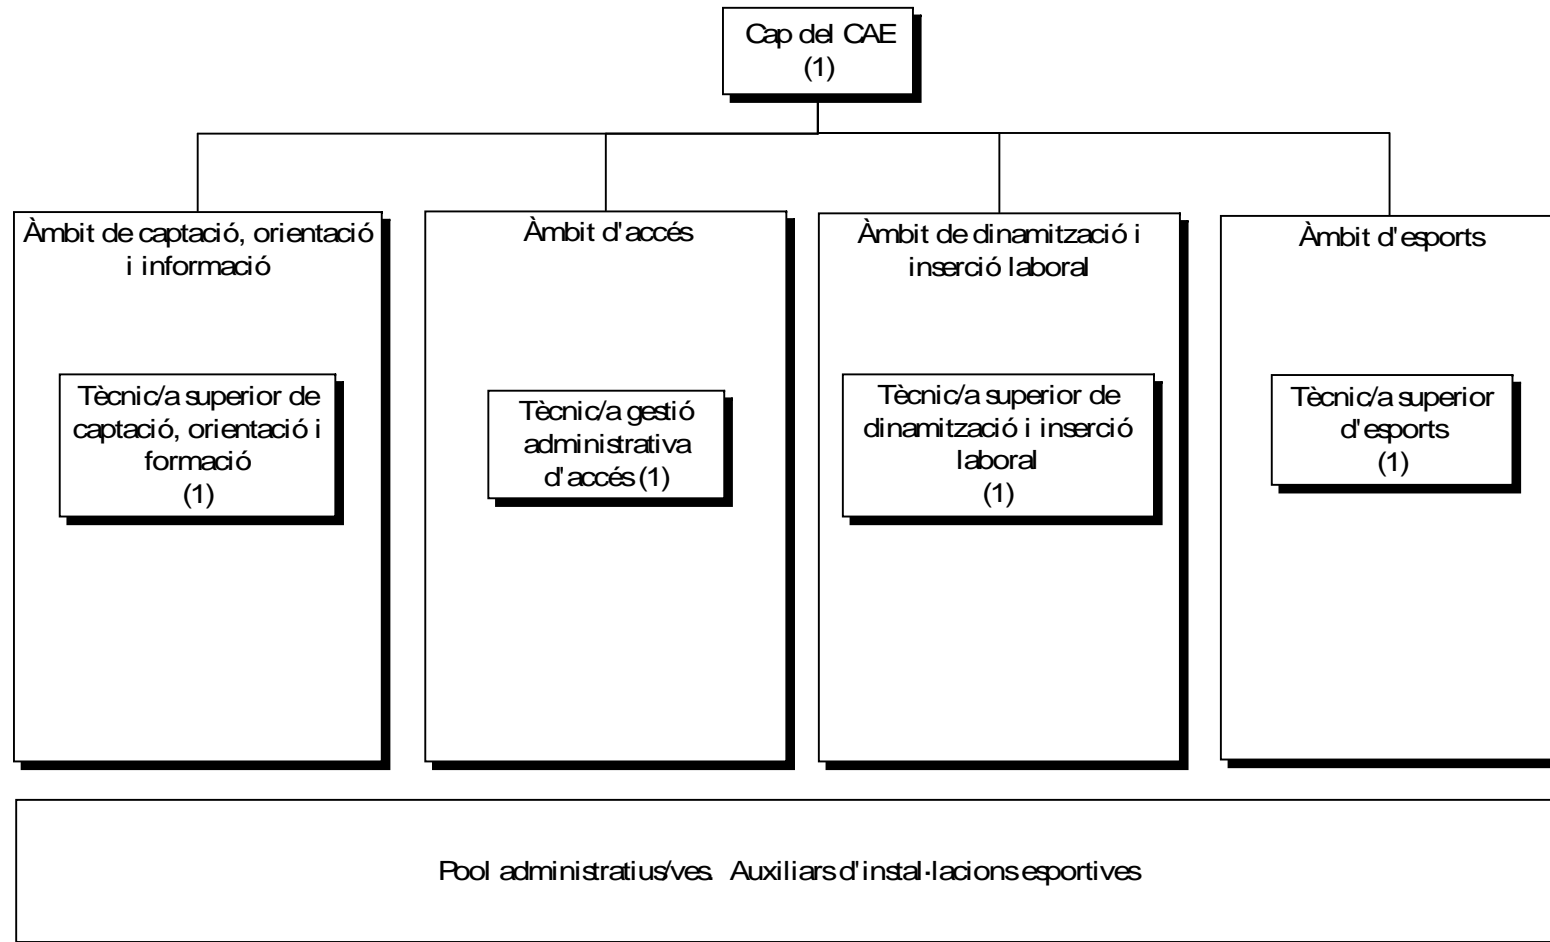 Cap del CAE
(1)
Àmbit de captació, orientació
i informació
Tècnic/a superior de
captació, orientació i
formació
(1)
Àmbit d'accés
Tècnic/a gestió
administrativa
d'accés (1)
Àmbit de dinamització i
inserció laboral
Tècnic/a superior de
dinamització i inserció
laboral
(1)
Àmbit d'esports
Tècnic/a superior
d'esports
(1)
Pool administratius/ves. Auxiliars d'instal·lacions esportives